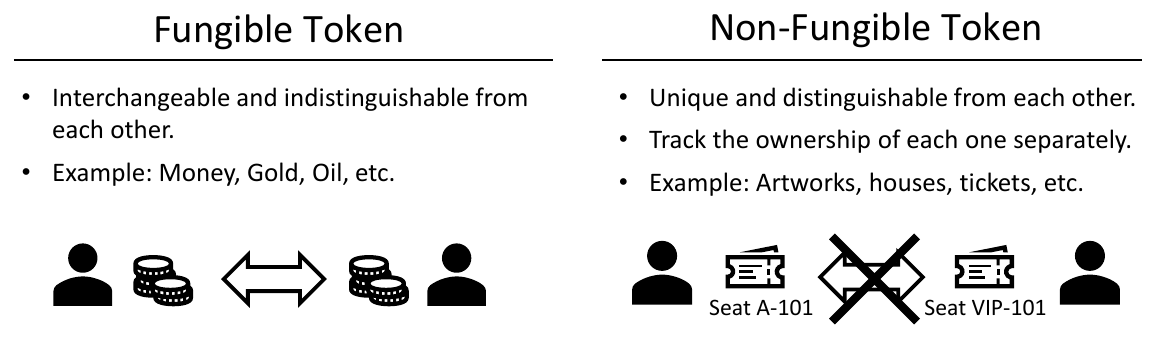 Fungible Token
• Interchangeable and indistinguishable from
each other.
• Example: Money, Gold, Oil, etc.
Non-Fungible Token
• Unique and distinguishable from each other.
• Track the ownership of each one separately.
• Example: Artworks, houses, tickets, etc.
Seat A-101
Seat VIP-101